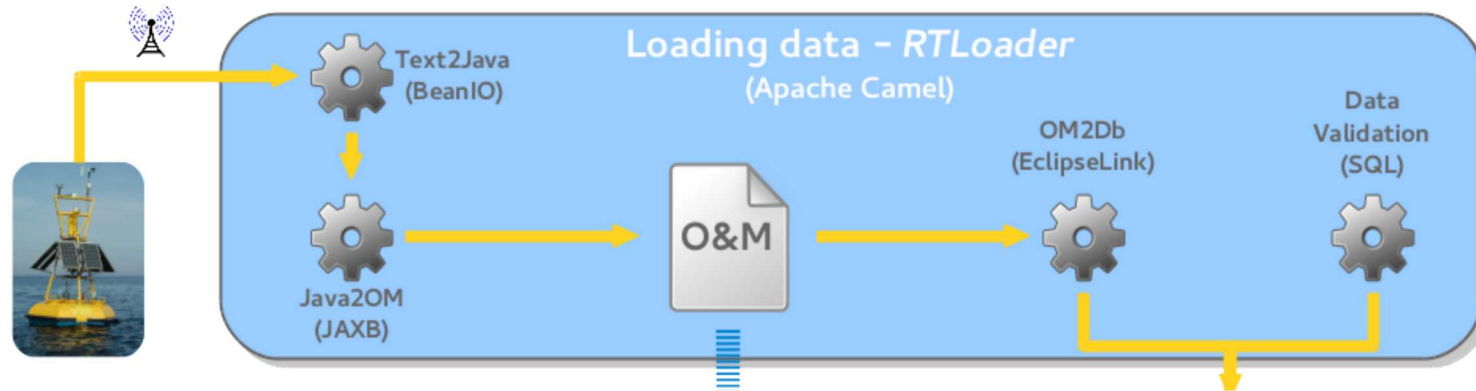 Loading data - RTLoader
(Apache Camel)
Text2Java
(BeanIO)
Java2OM
(JAXB)
O&M
OM2Db
(EclipseLink)
Data
Validation
(SQL)